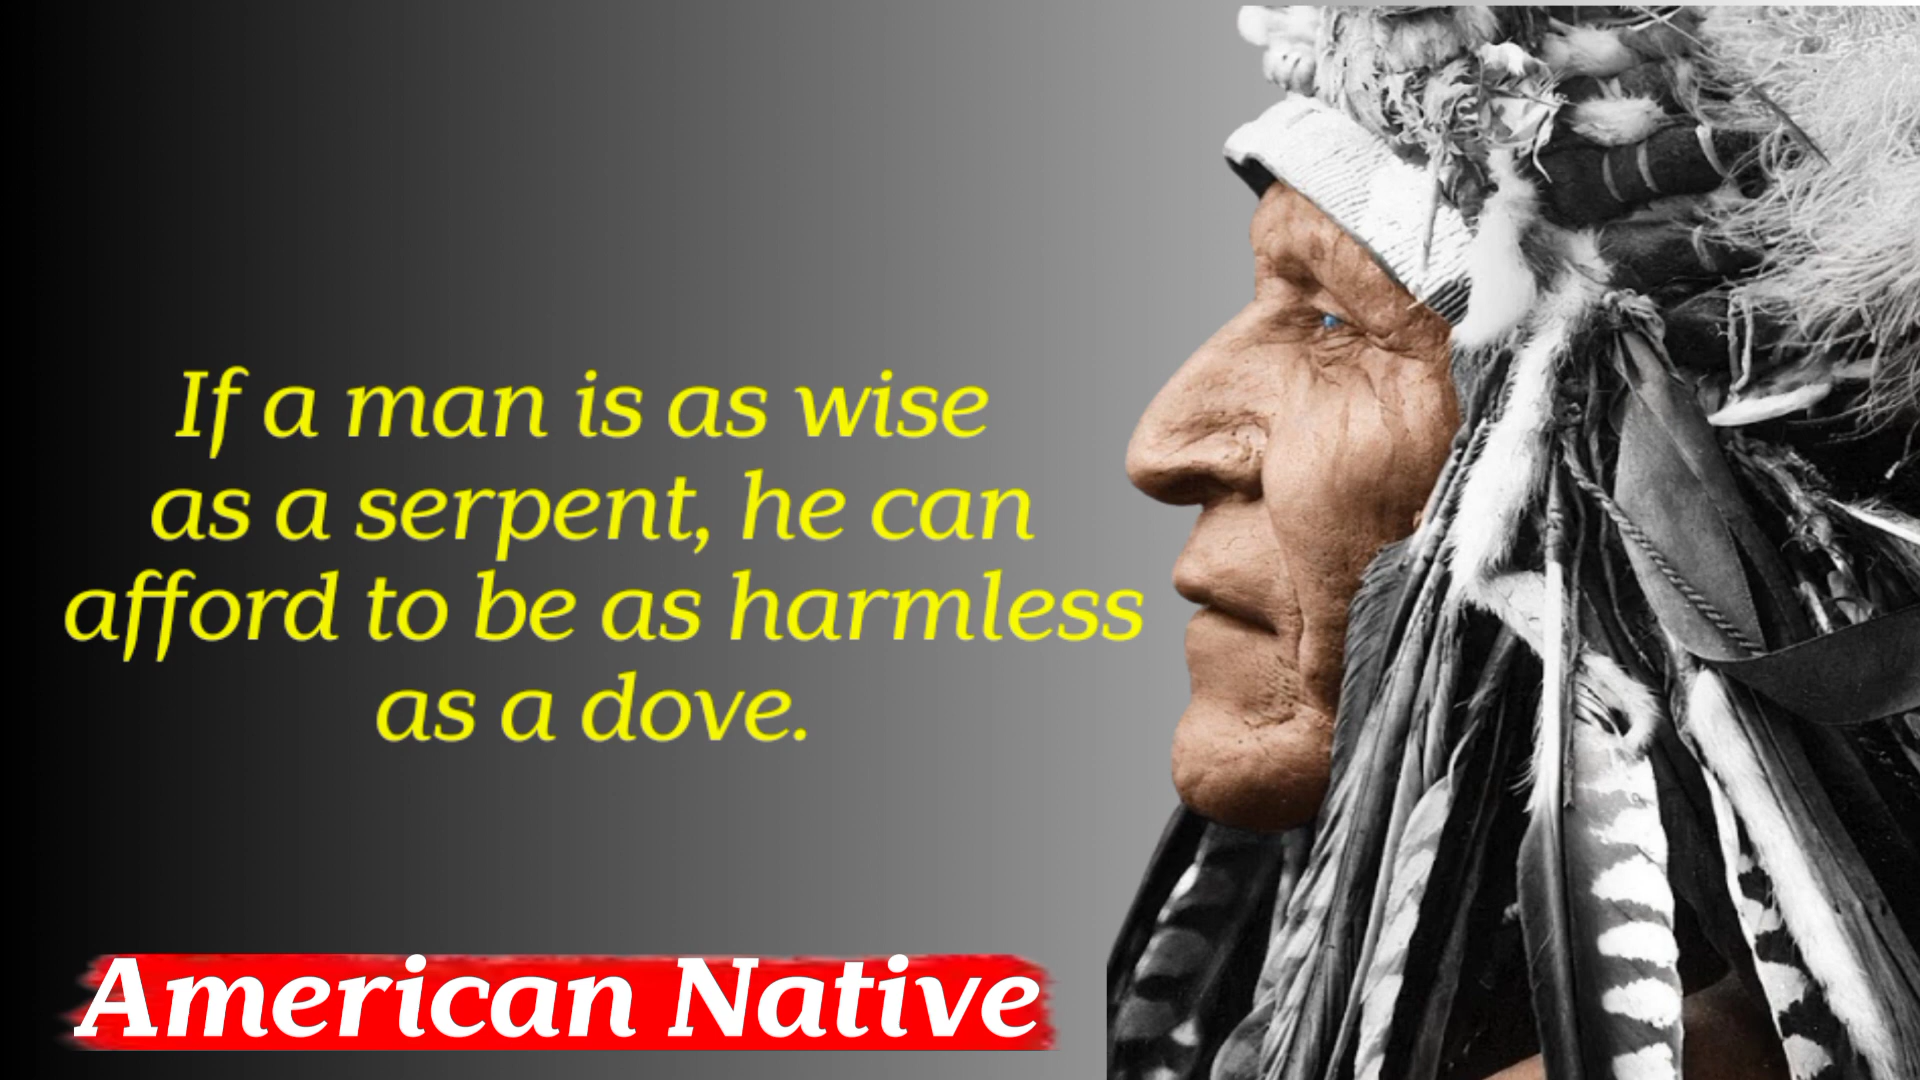 If a man is as wise
as a serpent, he can
afford to be as harmless
as a dove.
American Native